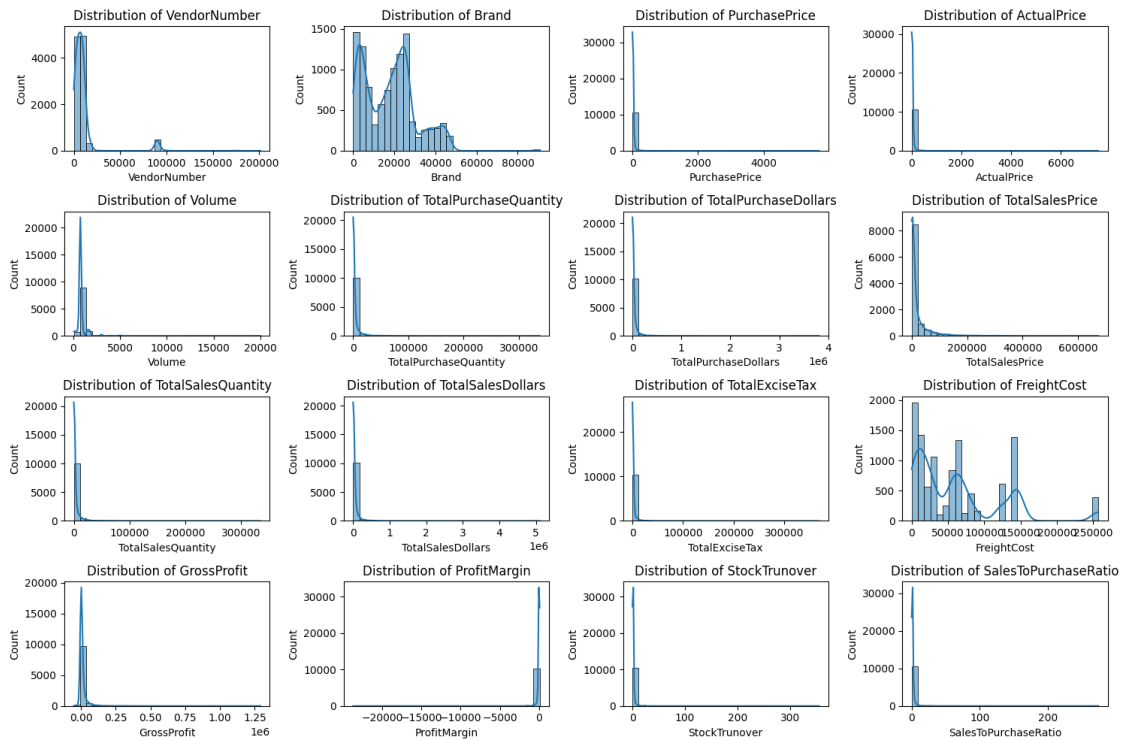 Distribution of VendorNumber
Count
4000
2000
0
0 50000 100000 150000 200000
VendorNumber
Distribution of Brand
Count
1500
1000
500
0
0 20000 40000 60000 80000
Brand
Distribution of PurchasePrice
Count
30000
20000
10000
0
0 2000 4000
PurchasePrice
Distribution of ActualPrice
Count
30000
20000
10000
0
0 2000 4000 6000
ActualPrice
Distribution of Volume
Count
20000
15000
10000
5000
0
0 5000 10000 15000 20000
Volume
Distribution of TotalPurchaseQuantity
Count
20000
15000
10000
5000
0
0 100000 200000 300000
TotalPurchaseQuantity
Distribution of TotalPurchaseDollars
Count
20000
15000
10000
5000
0
0 1 2 3 4
1e6
TotalPurchaseDollars
Distribution of TotalSalesPrice
Count
8000
6000
4000
2000
0
0 200000 400000 600000
TotalSalesPrice
Distribution of TotalSalesQuantity
Count
20000
15000
10000
5000
0
0 100000 200000 300000
TotalSalesQuantity
Distribution of TotalSalesDollars
Count
20000
15000
10000
5000
0
0 1 2 3 4 5
1e6
TotalSalesDollars
Distribution of TotalExciseTax
Count
20000
10000
0
0 100000 200000 300000
TotalExciseTax
Distribution of FreightCost
Count
2000
1500
1000
500
0
0 50000 100000 150000 200000 250000
FreightCost
Distribution of GrossProfit
Count
20000
15000
10000
5000
0
0.00 0.25 0.50 0.75 1.00 1.25
1e6
GrossProfit
Distribution of ProfitMargin
Count
30000
20000
10000
0
−20000 −15000 −10000 −5000 0
ProfitMargin
Distribution of StockTrunover
Count
30000
20000
10000
0
0 100 200 300
StockTrunover
Distribution of SalesToPurchaseRatio
Count
30000
20000
10000
0
0 100 200
SalesToPurchaseRatio